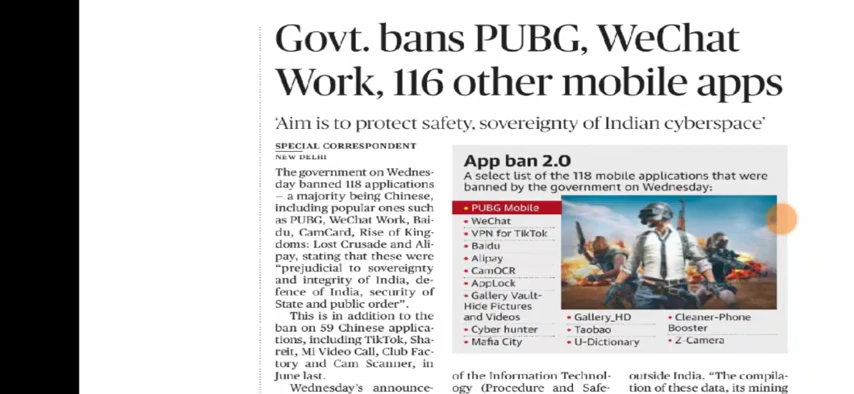 Govt. bans PUBG, WeChat
Work, 116 other mobile apps
‘Aim is to protect safety, sovereignty of Indian cyberspace’
SPECIAL CORRESPONDENT
NEW DELHI
The government on Wednes-
day banned 118 applications
– a majority being Chinese,
including popular ones such
as PUBG, WeChat Work, Bai-
du, CamCard, Rise of King-
doms: Lost Crusade and Ali-
pay, stating that these were
“prejudicial to sovereignty
and integrity of India, de-
fence of India, security of
State and public order”.
This is in addition to the
ban on 59 Chinese applica-
tions, including TikTok, Sha-
reit, Mi Video Call, Club Fac-
tory and Cam Scanner, in
June last.
Wednesday’s announce-
App ban 2.0
A select list of the 118 mobile applications that were
banned by the government on Wednesday:
• PUBG Mobile
• WeChat
• VPN for TikTok
• Baidu
• Alipay
• CamOCR
• AppLock
• Gallery Vault-
Hide Pictures
and Videos
• Cyber hunter
• Mafia City
• Gallery_HD
• Taobao
• U-Dictionary
• Cleaner-Phone
Booster
• Z-Camera
of the Information Technol-
ogy (Procedure and Safe-
outside India. “The compila-
tion of these data, its mining